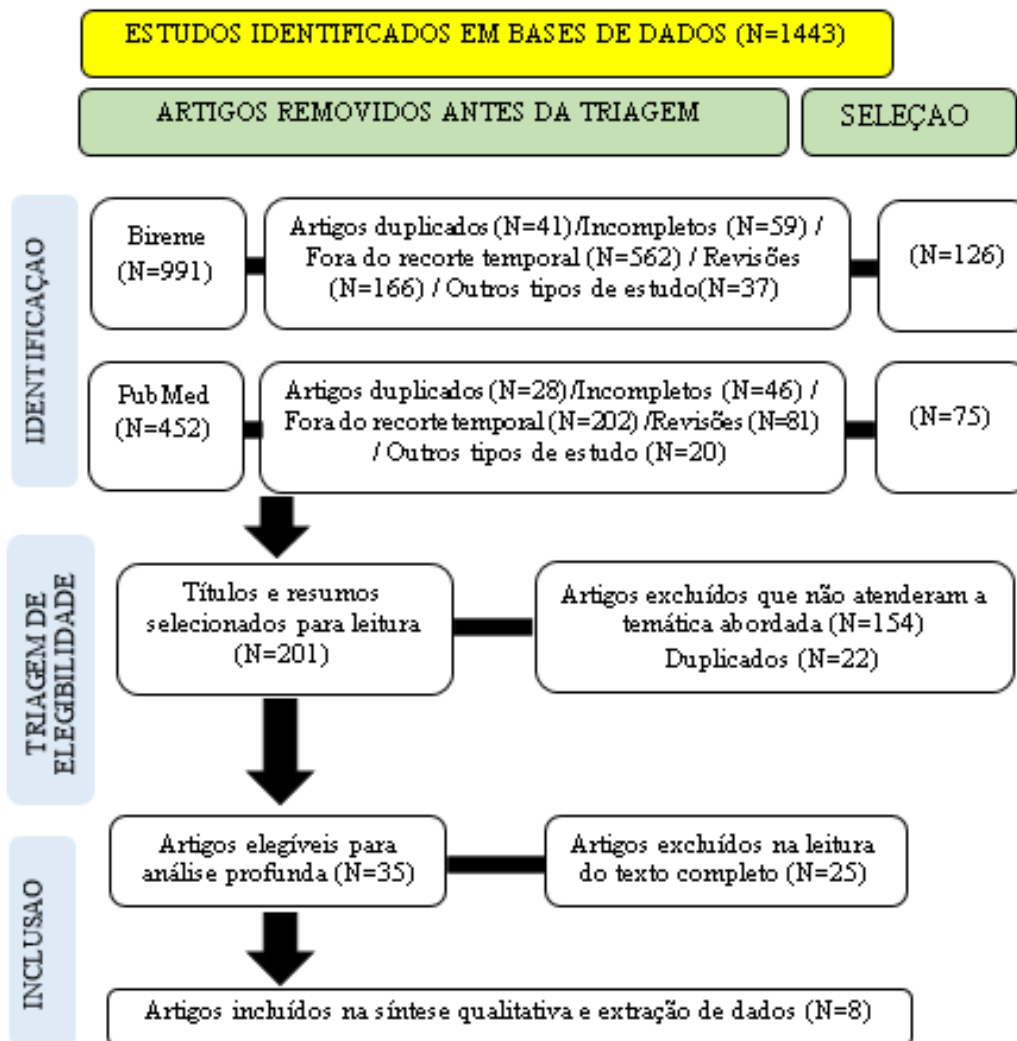 ESTUDOS IDENTIFICADOS EM BASES DE DADOS (N=1443)
ARTIGOS REMOVIDOS ANTES DA TRIAGEM
SELEÇAO
IDENTIFICAÇAO
Bireme
(N=991)
Artigos duplicados (N=41)/Incompletos (N=59) /
Fora do recorte temporal (N=562) / Revisões
(N=166) / Outros tipos de estudo(N=37)
(N=126)
PubMed
(N=452)
Artigos duplicados (N=28)/Incompletos (N=46) /
Fora do recorte temporal (N=202) /Revisões (N=81)
/ Outros tipos de estudo (N=20)
(N=75)
TRIAGEM DE
ELEGIBILIDADE
Títulos e resumos
selecionados para leitura
(N=201)
Artigos excluídos que não atenderam a
temática abordada (N=154)
Duplicados (N=22)
INCLUSAO
Artigos elegíveis para
análise profunda (N=35)
Artigos excluídos na leitura
do texto completo (N=25)
Artigos incluídos na síntese qualitativa e extração de dados (N=8)